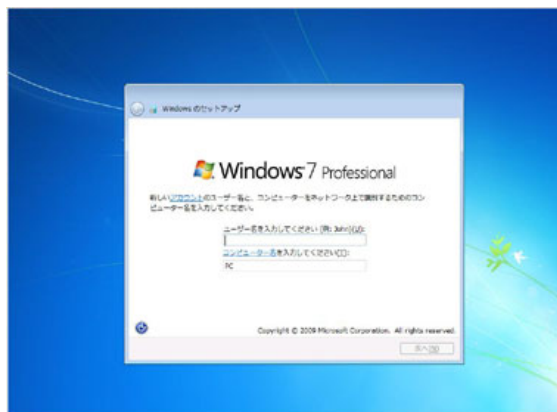 Windows のセットアップ
Windows 7 Professional
新しいアカウントのユーザー名と、コンピューターをネットワーク上で識別するためのコン
ピューター名を入力してください。
ユーザー名を入力してください (例: John)(U):
コンピューター名を入力してください(T):
PC
Copyright © 2009 Microsoft Corporation. All rights reserved.
次へ(N)